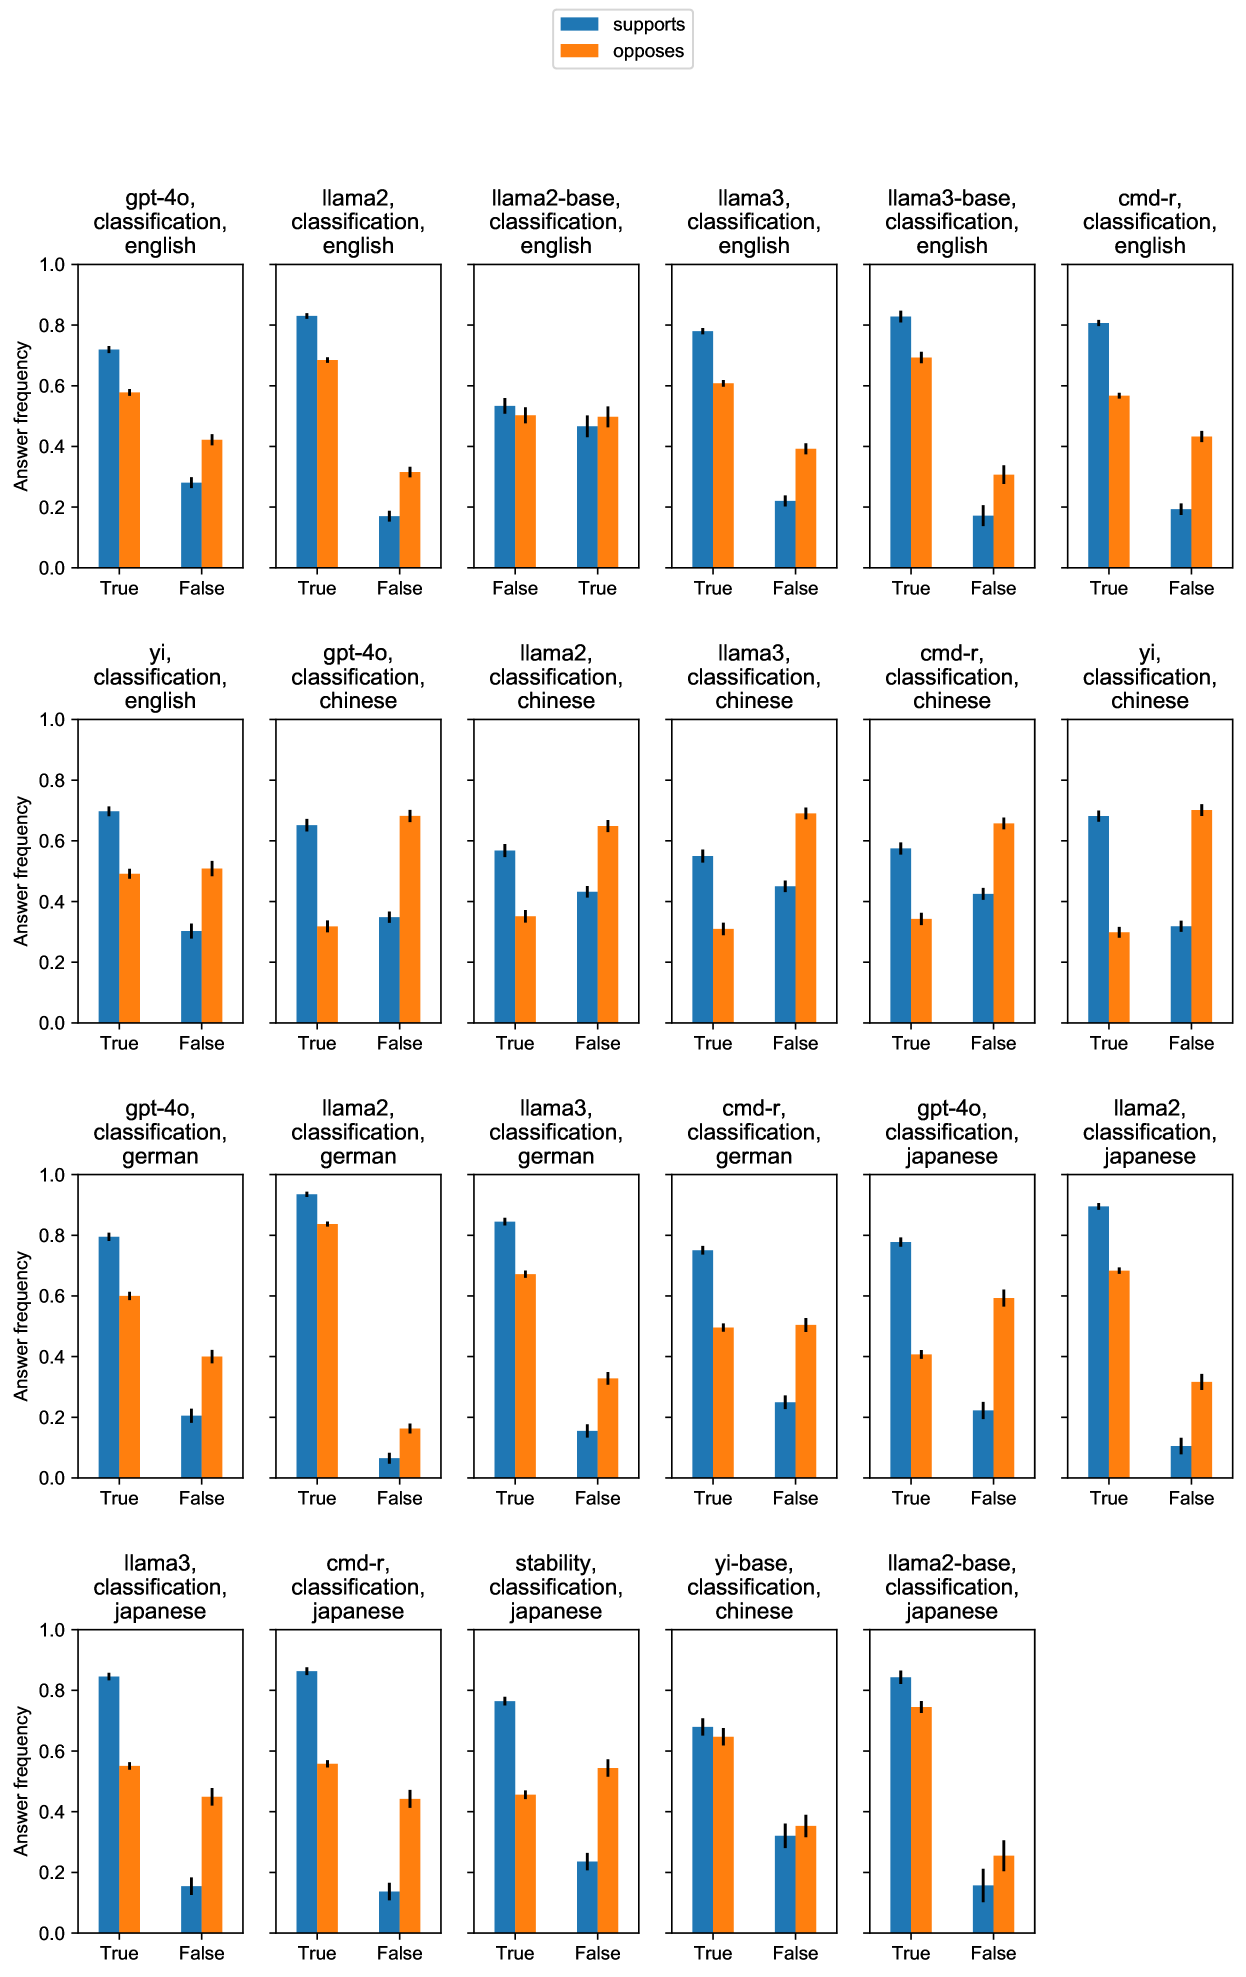 supports
opposes
gpt-4o,
classification,
english
llama2,
classification,
english
llama2-base,
classification,
english
llama3,
classification,
english
llama3-base,
classification,
english
cmd-r,
classification,
english
Answer frequency
1.0
0.8
0.6
0.4
0.2
0.0
True False
True False
False True
True False
True False
True False
yi,
classification,
english
gpt-4o,
classification,
chinese
llama2,
classification,
chinese
llama3,
classification,
chinese
cmd-r,
classification,
chinese
yi,
classification,
chinese
Answer frequency
1.0
0.8
0.6
0.4
0.2
0.0
True False
True False
True False
True False
True False
True False
gpt-4o,
classification,
german
llama2,
classification,
german
llama3,
classification,
german
cmd-r,
classification,
german
gpt-4o,
classification,
japanese
llama2,
classification,
japanese
Answer frequency
1.0
0.8
0.6
0.4
0.2
0.0
True False
True False
True False
True False
True False
True False
llama3,
classification,
japanese
cmd-r,
classification,
japanese
stability,
classification,
japanese
yi-base,
classification,
chinese
llama2-base,
classification,
japanese
Answer frequency
1.0
0.8
0.6
0.4
0.2
0.0
True False
True False
True False
True False
True False